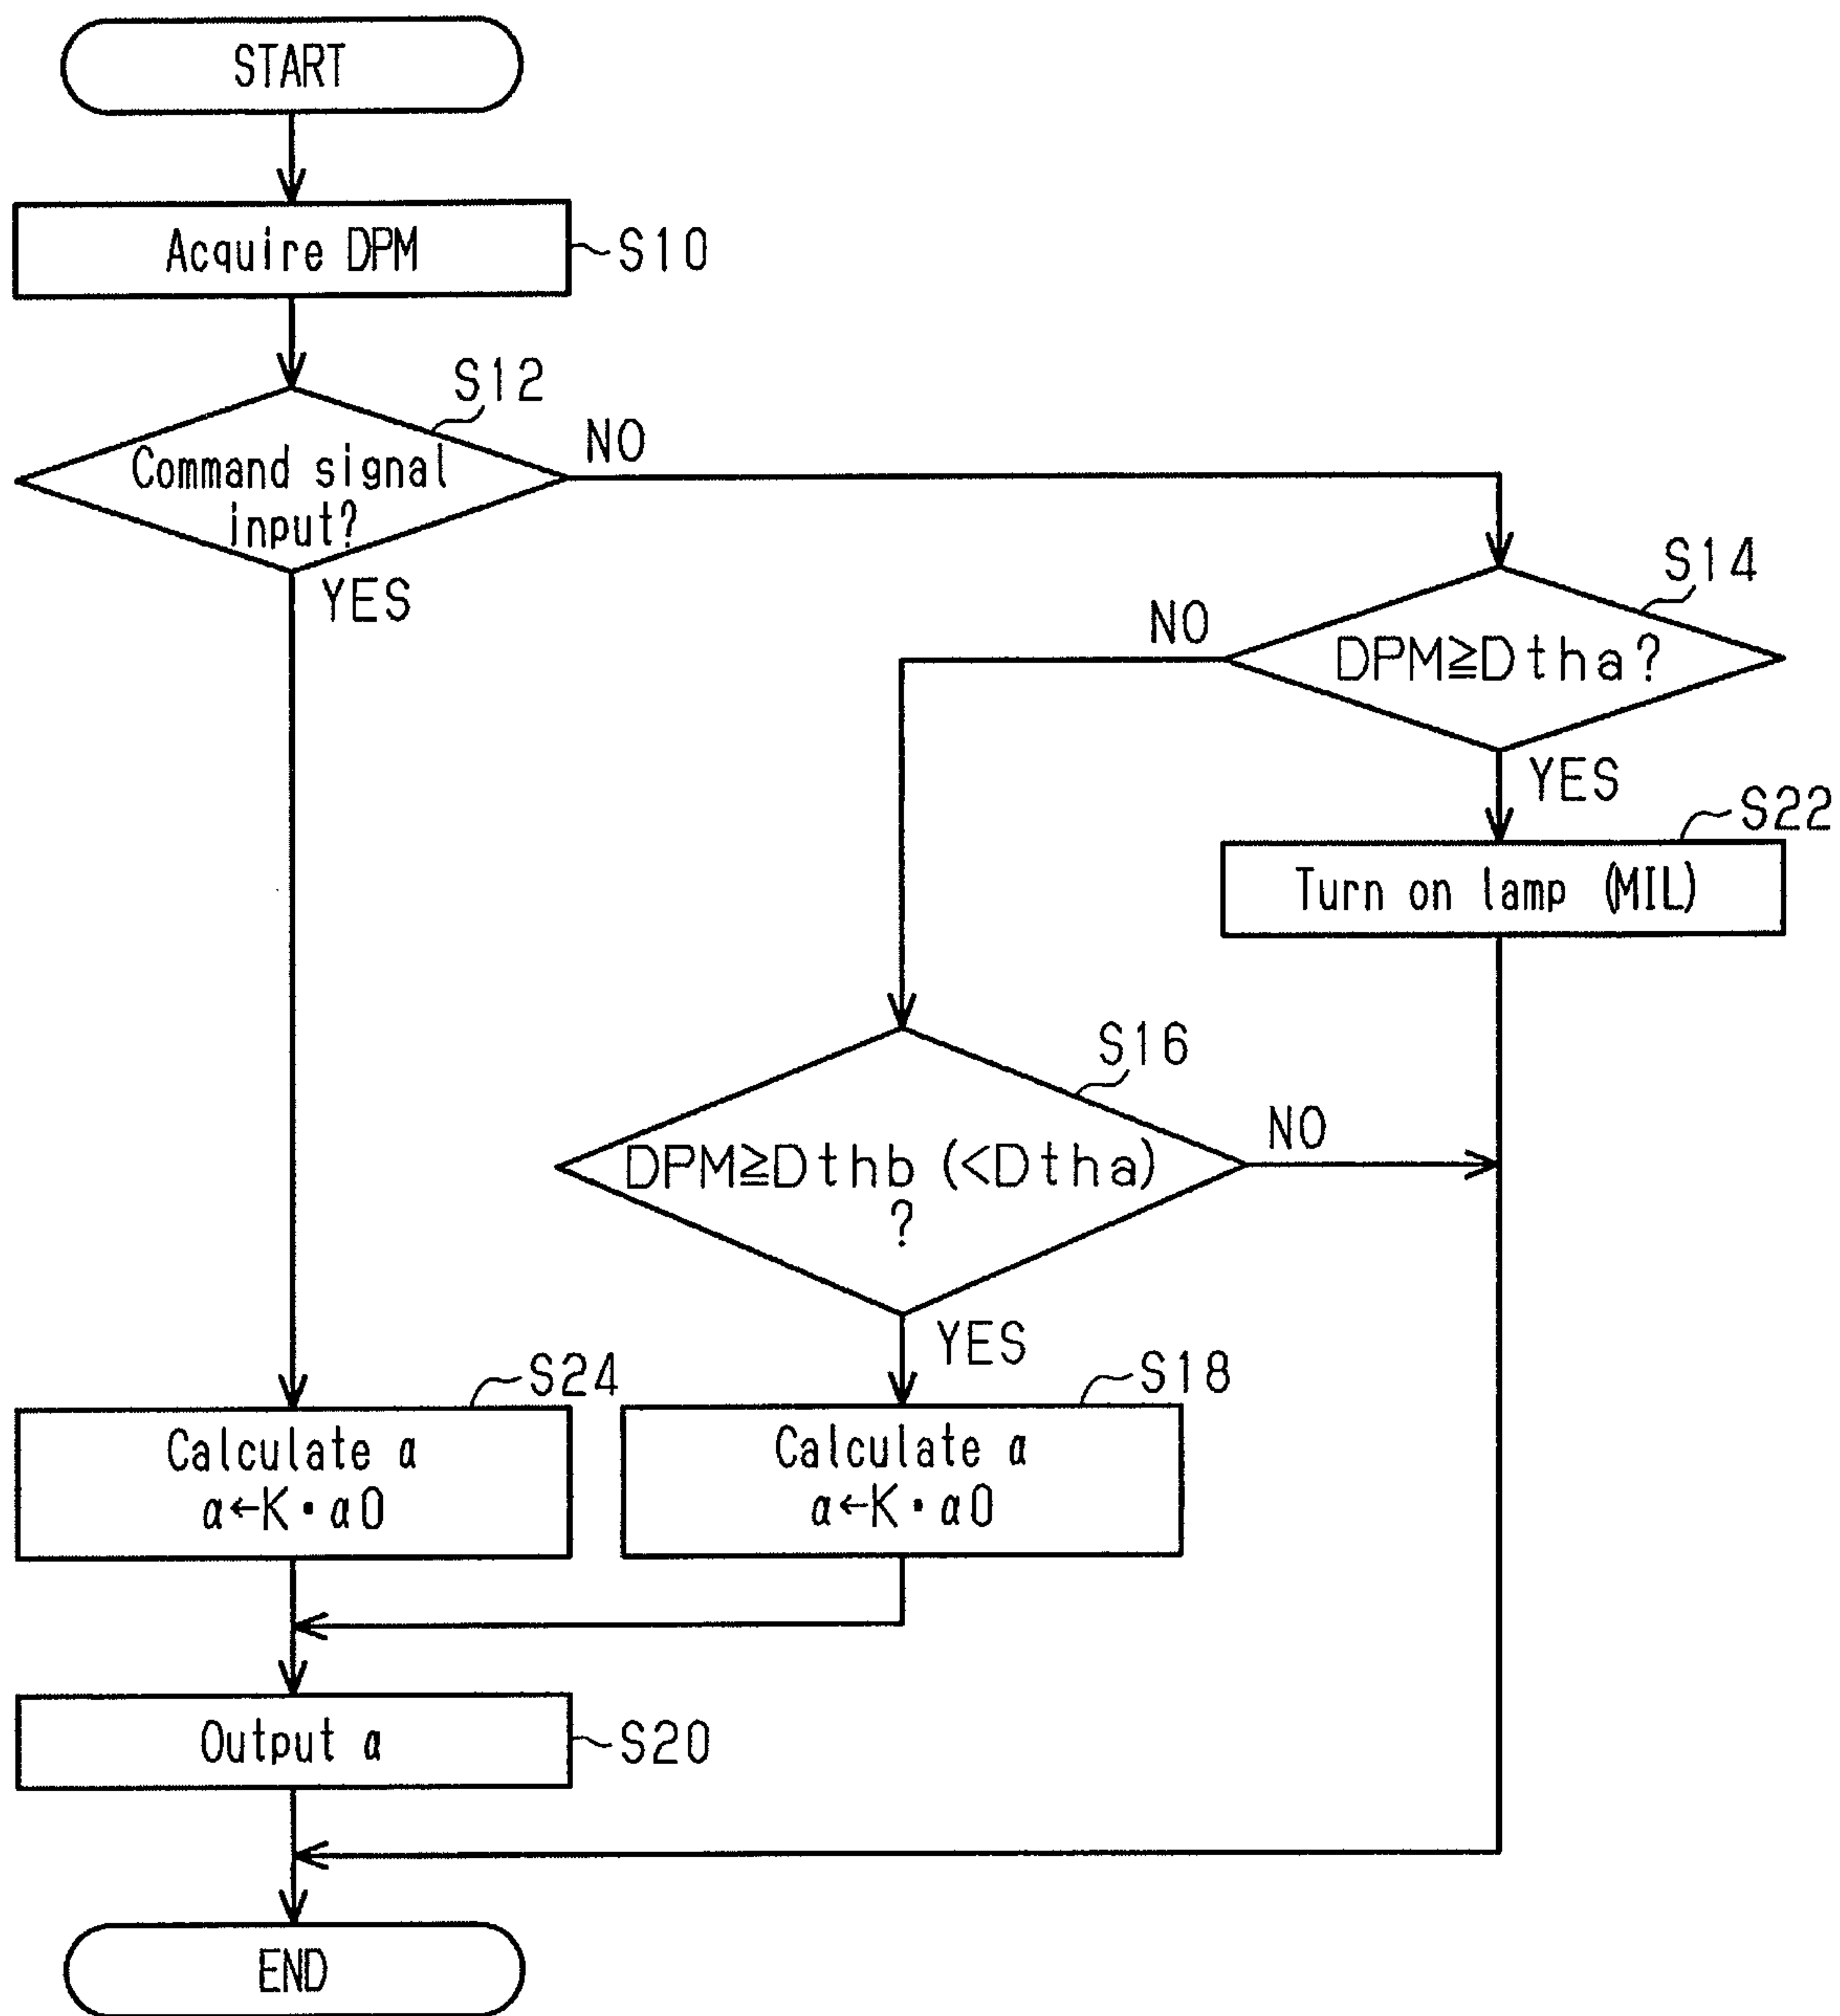 START
Acquire DPM
S10
S12
Command signal
input?
NO
YES
S14
DPM≧Dtha?
NO
YES
S22
Turn on lamp (MIL)
S16
DPM≧Dthb (<Dtha)
?
NO
YES
S24
Calculate α
α←K・α0
S18
Calculate α
α←K・α0
Output α
S20
END